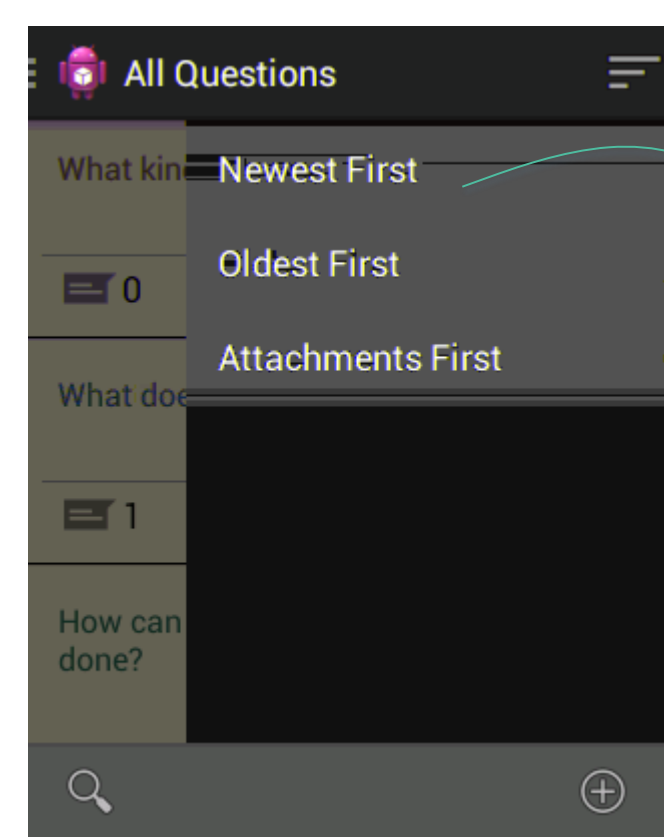 All Questions
What kin
Newest First
0
Oldest First
Attachments First
What doe
1
How can
done?